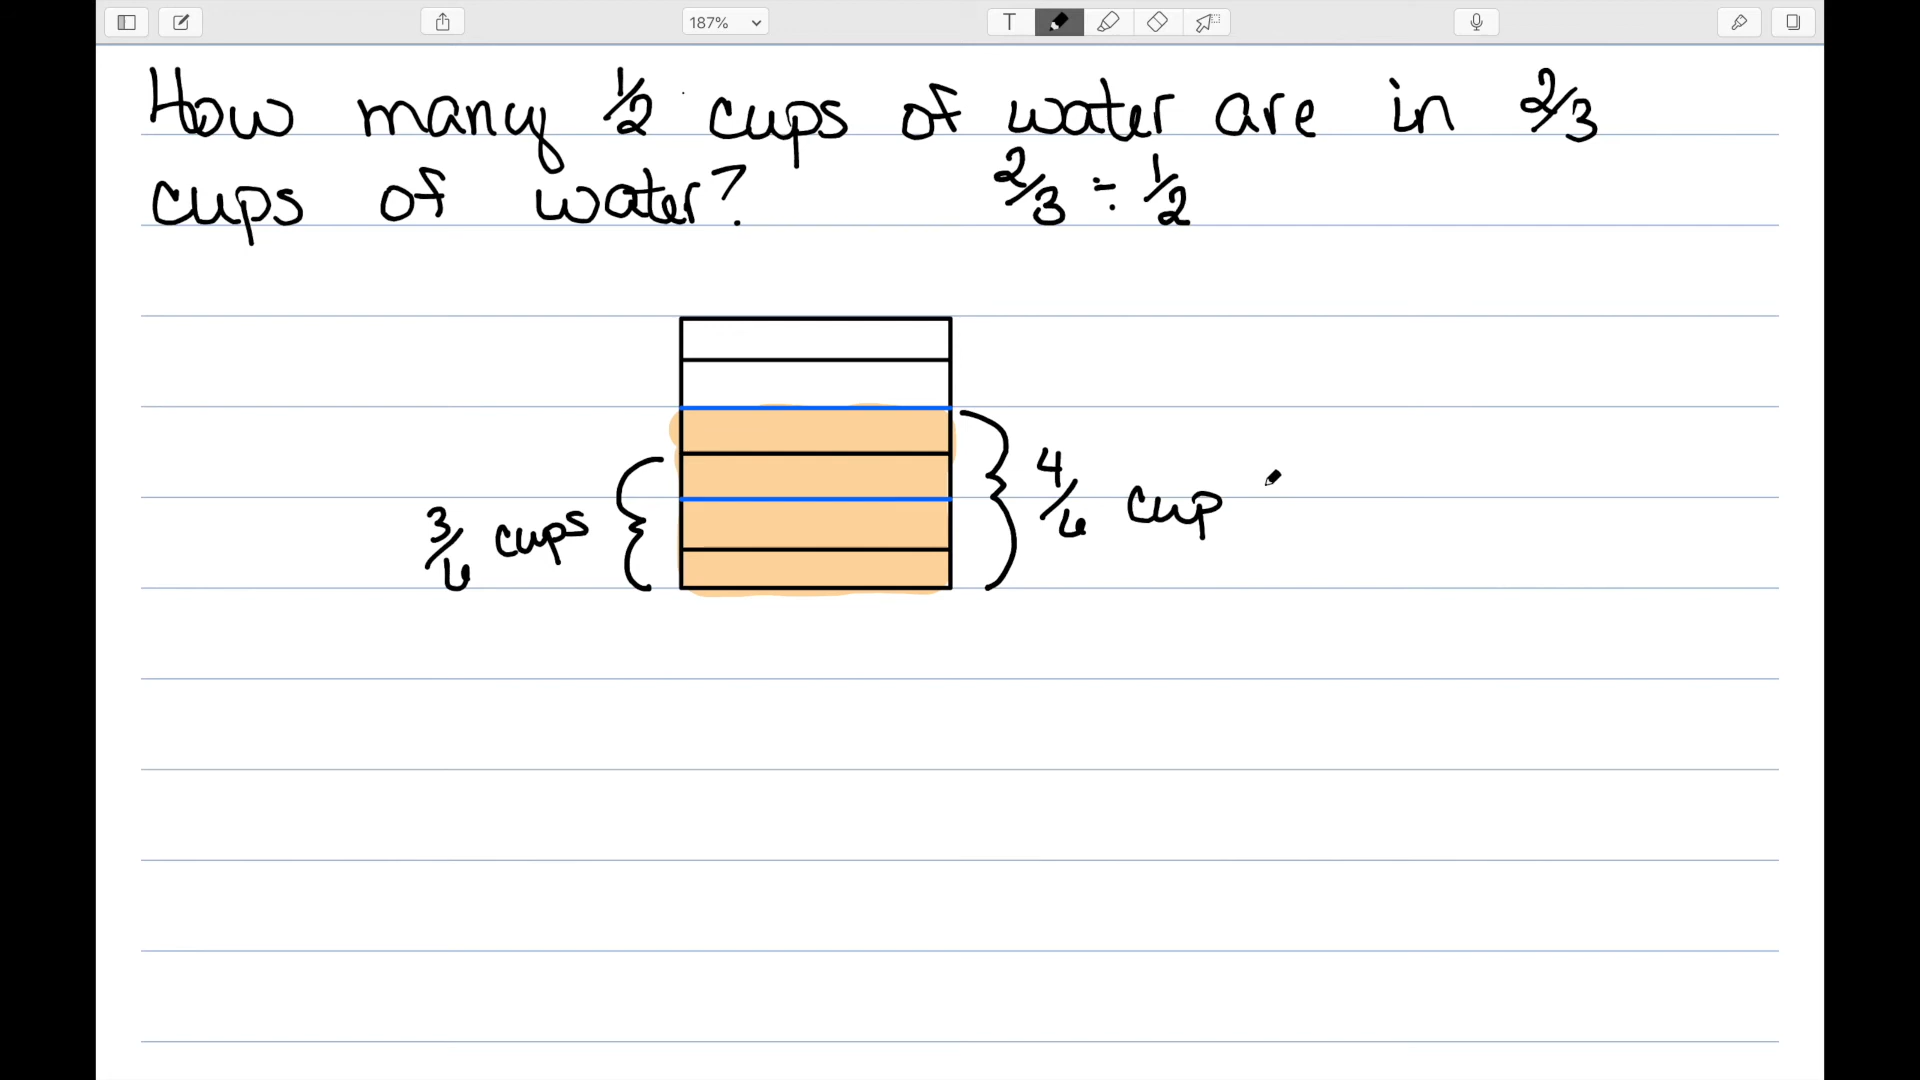 187%
T
How many 1/2 cups of water are in 2/3
cups of water? 2/3 ÷ 1/2
4/6 cup
3/6 cups